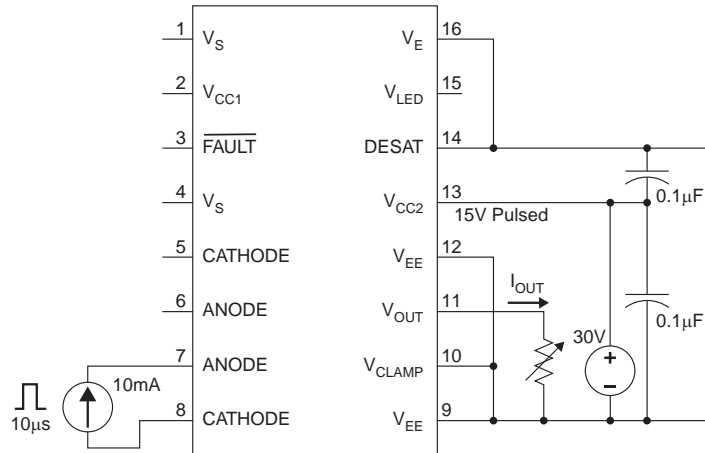 1 V_S V_E 16
2 V_CC1 V_LED 15
3 FAULT DESAT 14
4 V_S V_CC2 13 15V Pulsed
0.1µF
5 CATHODE V_EE 12
I_OUT
6 ANODE V_OUT 11
30V
0.1µF
7 ANODE V_CLAMP 10
10mA
+
10µs
–
8 CATHODE V_EE 9